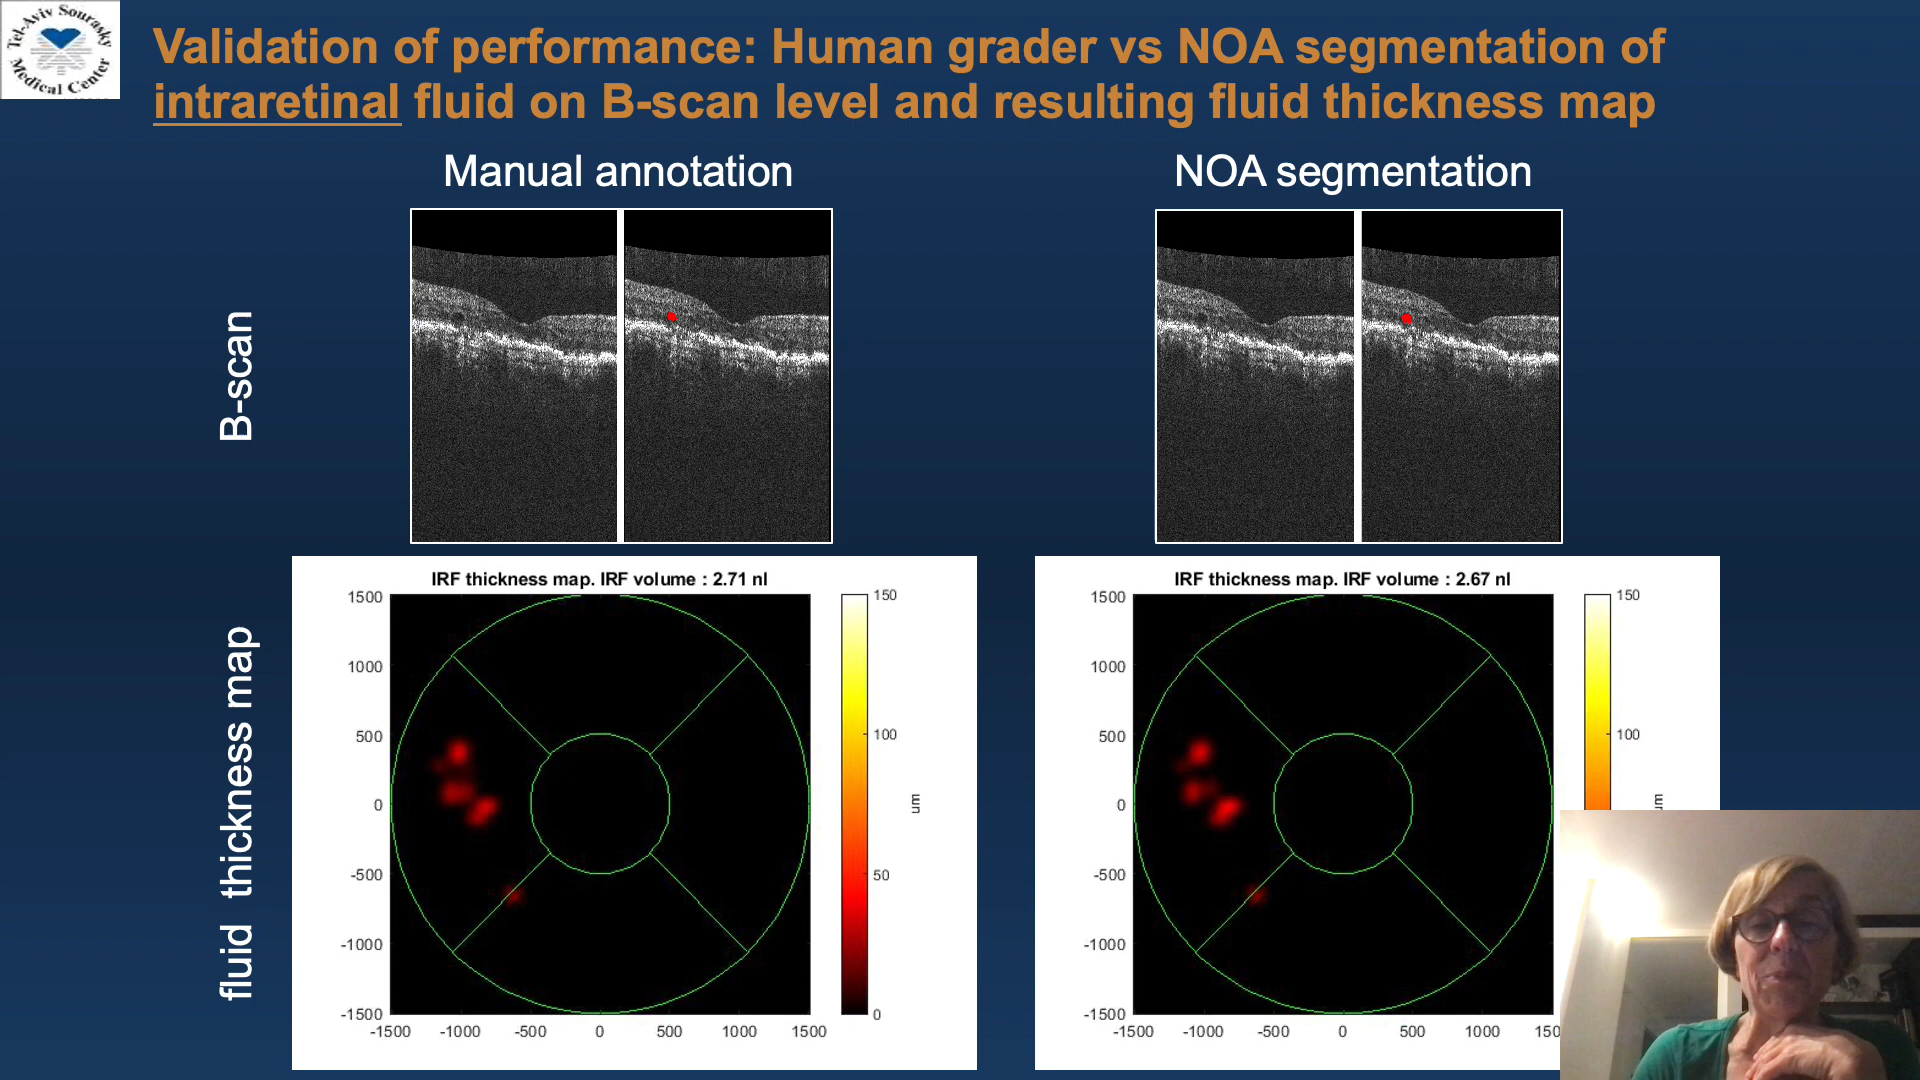 Tel-Aviv Sourasky
Medical Center
Validation of performance: Human grader vs NOA segmentation of
intraretinal fluid on B-scan level and resulting fluid thickness map
Manual annotation
NOA segmentation
B-scan
fluid thickness map
IRF thickness map. IRF volume : 2.71 nl
1500
1000
500
0
-500
-1000
-1500
-1500 -1000 -500 0 500 1000 1500
150
100
50
0
um
IRF thickness map. IRF volume : 2.67 nl
1500
1000
500
0
-500
-1000
-1500
-1500 -1000 -500 0 500 1000 150
150
100
um